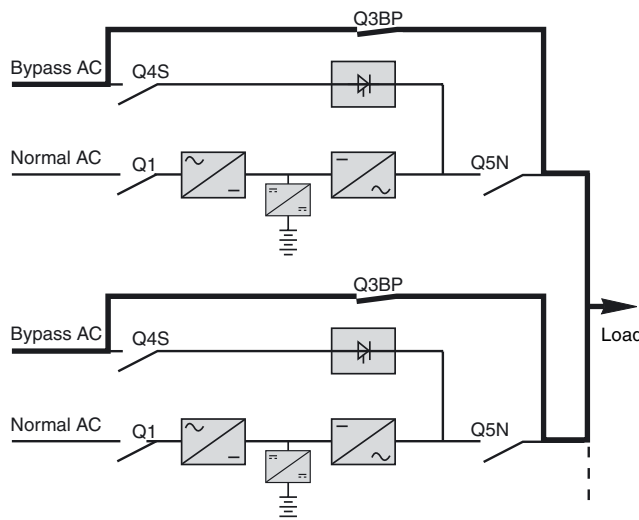 Q3BP
Bypass AC
Q4S
Normal AC
Q1
Q5N
Q3BP
Bypass AC
Q4S
Load
Normal AC
Q1
Q5N